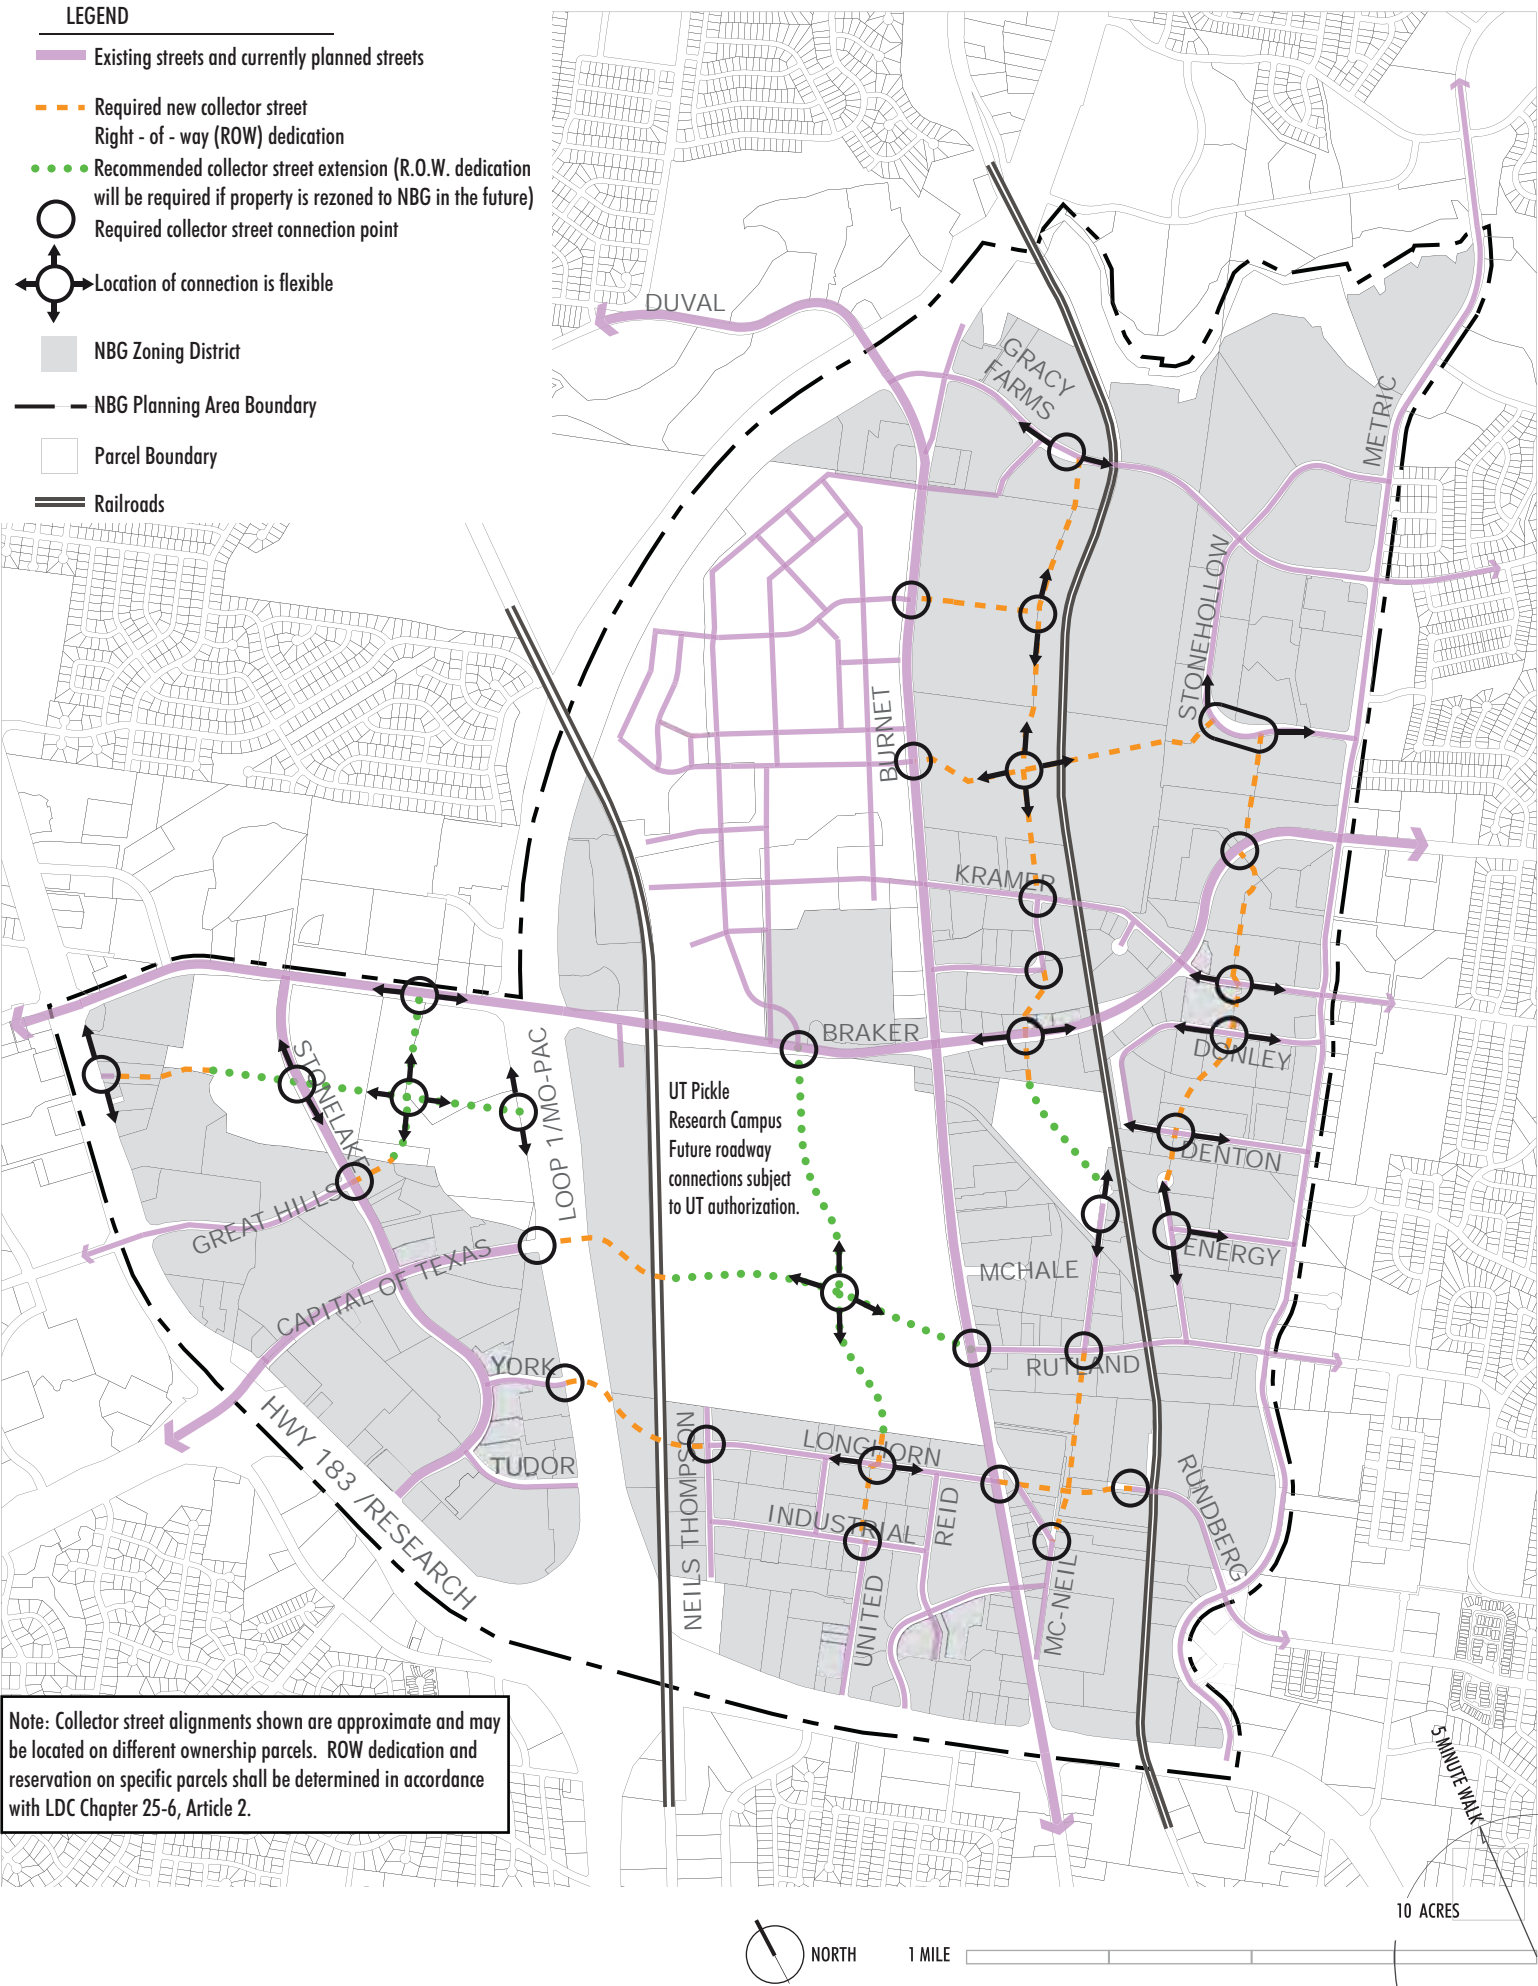 LEGEND
Existing streets and currently planned streets
Required new collector street
Right - of - way (ROW) dedication
Recommended collector street extension (R.O.W. dedication
will be required if property is rezoned to NBG in the future)
Required collector street connection point
Location of connection is flexible
NBG Zoning District
NBG Planning Area Boundary
Parcel Boundary
Railroads
DUVAL
GRACY
FARMS
METRIC
STONEHOLLOW
BURNET
KRAMER
BRAKER
DONLEY
STONELAKE
LOOP 1/MO-PAC
UT Pickle
Research Campus
Future roadway
connections subject
to UT authorization.
DENTON
GREAT HILLS
ENERGY
CAPITAL OF TEXAS
MCHALE
YORK
RUTLAND
HWY 183 /RESEARCH
TUDOR
NEILS THOMPSON
LONGHORN
INDUSTRIAL
REID
UNITED
MC-NEIL
RUNDBERG
Note: Collector street alignments shown are approximate and may
be located on different ownership parcels.  ROW dedication and
reservation on specific parcels shall be determined in accordance
with LDC Chapter 25-6, Article 2.
5 MINUTE WALK
10 ACRES
NORTH
1 MILE